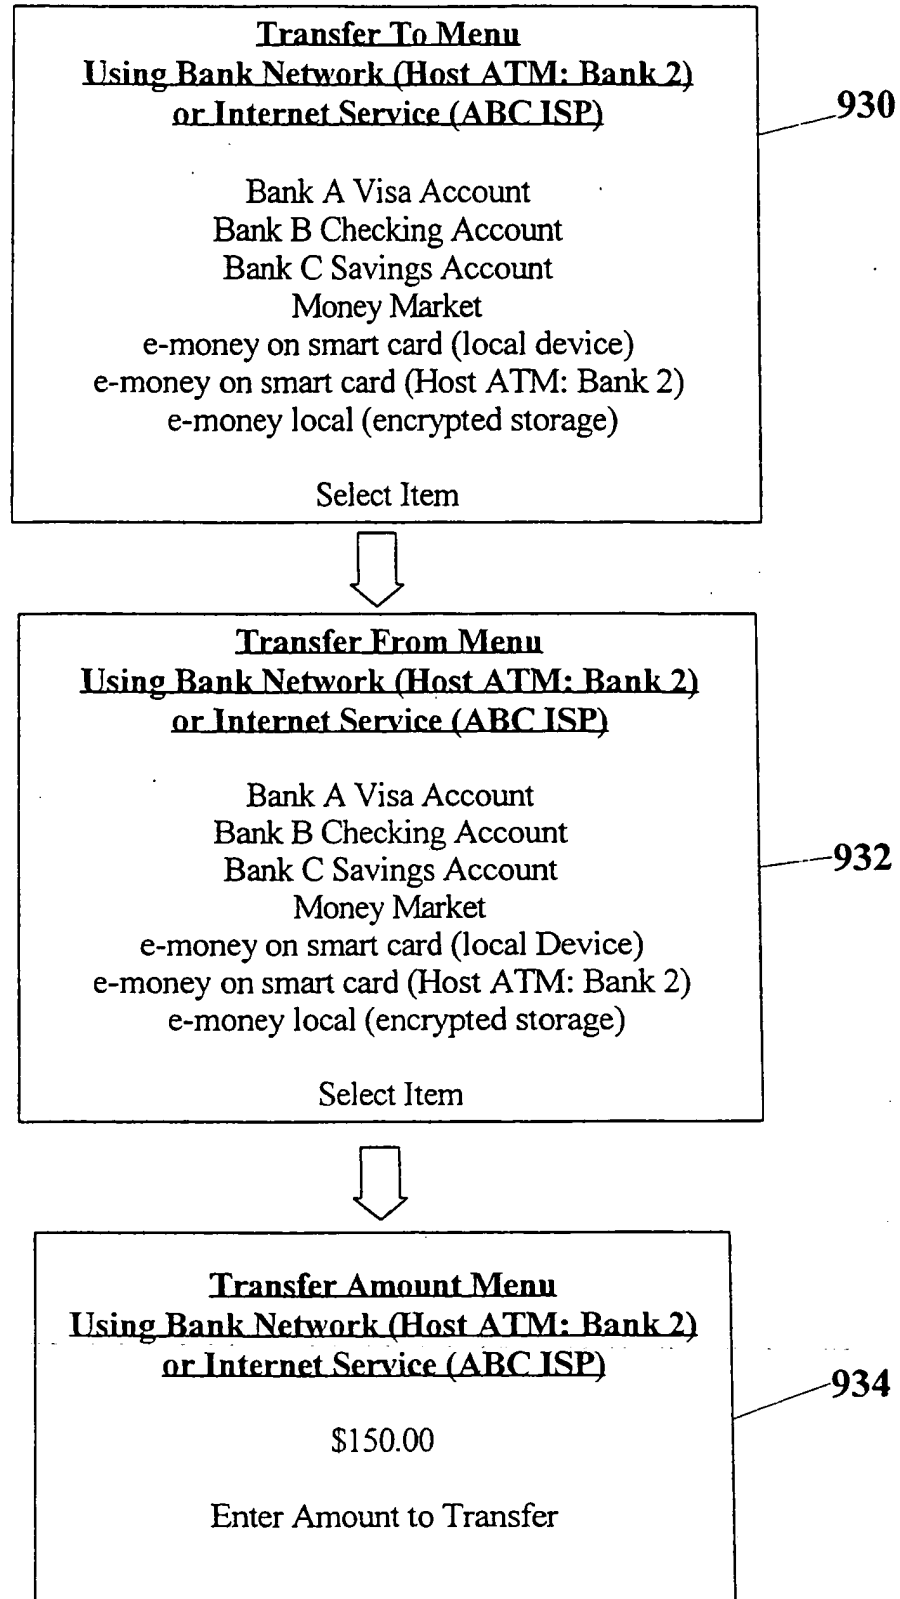 Transfer To Menu
Using Bank Network (Host ATM: Bank 2)
or Internet Service (ABC ISP)
930
Bank A Visa Account
Bank B Checking Account
Bank C Savings Account
Money Market
e-money on smart card (local device)
e-money on smart card (Host ATM: Bank 2)
e-money local (encrypted storage)
Select Item
Transfer From Menu
Using Bank Network (Host ATM: Bank 2)
or Internet Service (ABC ISP)
Bank A Visa Account
Bank B Checking Account
932
Bank C Savings Account
Money Market
e-money on smart card (local Device)
e-money on smart card (Host ATM: Bank 2)
e-money local (encrypted storage)
Select Item
Transfer Amount Menu
Using Bank Network (Host ATM: Bank 2)
or Internet Service (ABC ISP)
934
$150.00
Enter Amount to Transfer